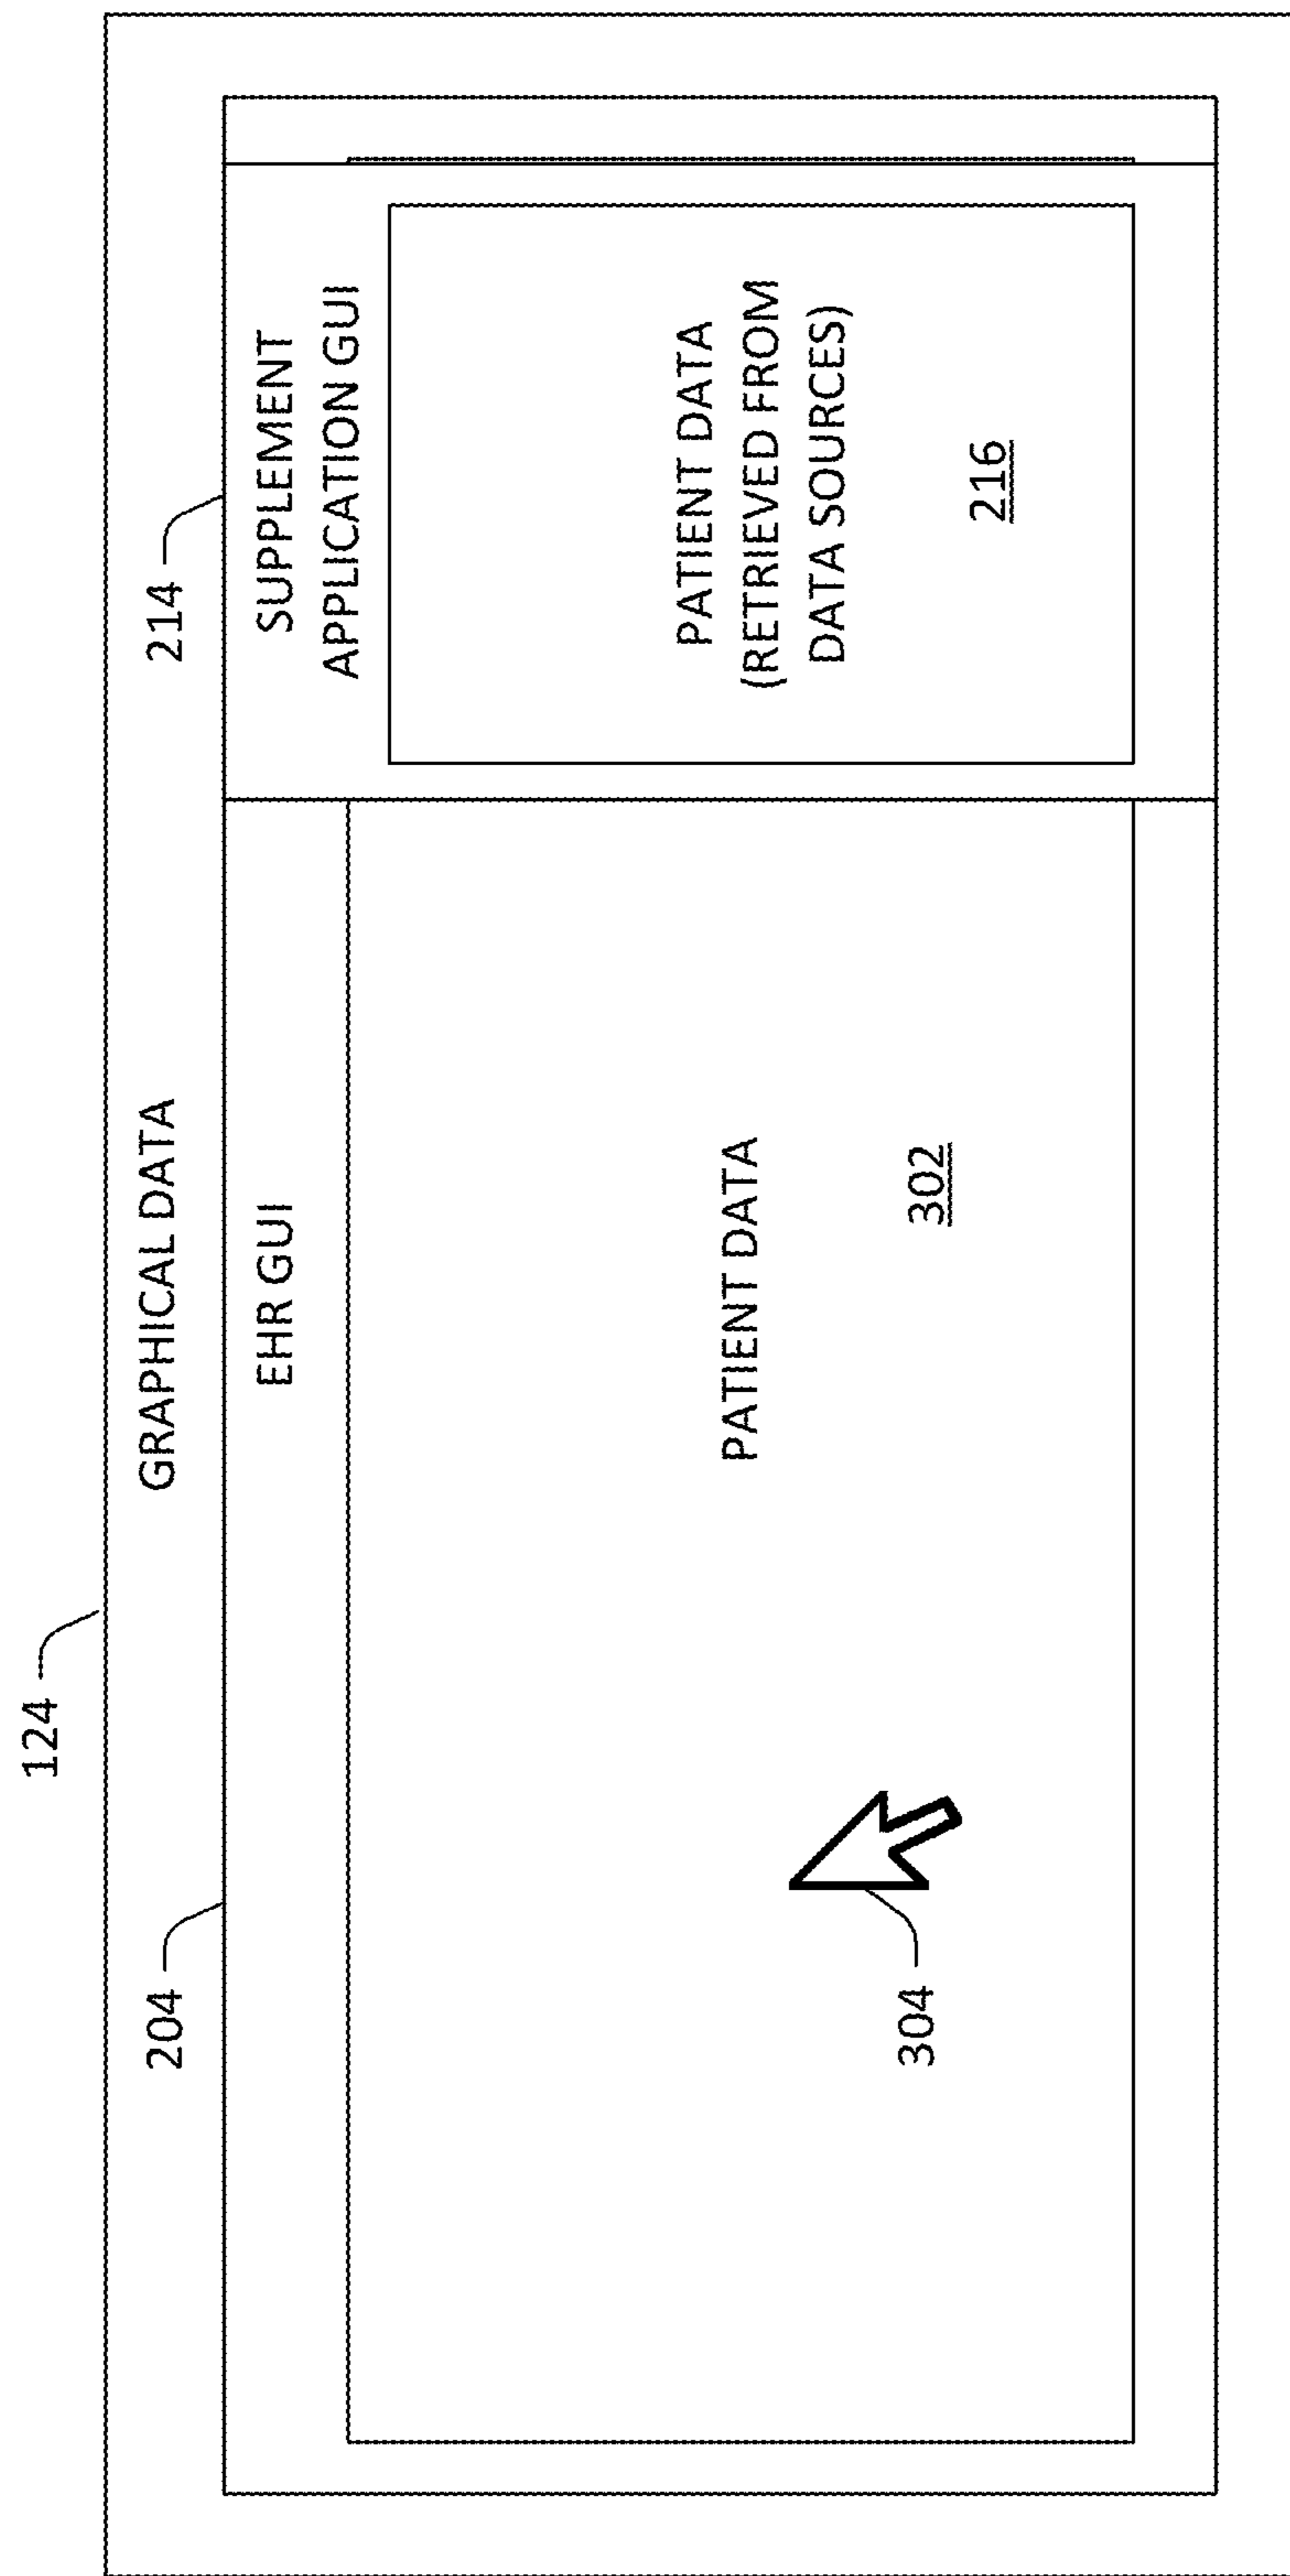 124
GRAPHICAL DATA
204
214
EHR GUI
SUPPLEMENT
APPLICATION GUI
PATIENT DATA
302
304
PATIENT DATA
(RETRIEVED FROM
DATA SOURCES)
216